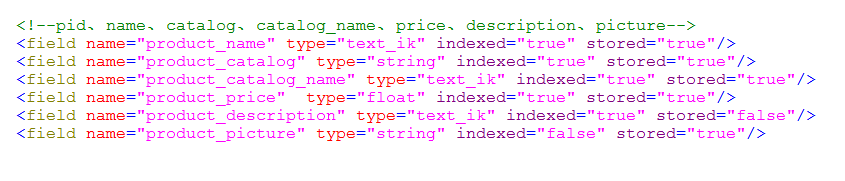 <!--pid、name、catalog、catalog_name、price、description、picture-->
<field name="product_name" type="text_ik" indexed="true" stored="true"/>
<field name="product_catalog" type="string" indexed="true" stored="true"/>
<field name="product_catalog_name" type="text_ik" indexed="true" stored="true"/>
<field name="product_price"  type="float" indexed="true" stored="true"/>
<field name="product_description" type="text_ik" indexed="true" stored="false"/>
<field name="product_picture" type="string" indexed="false" stored="true"/>